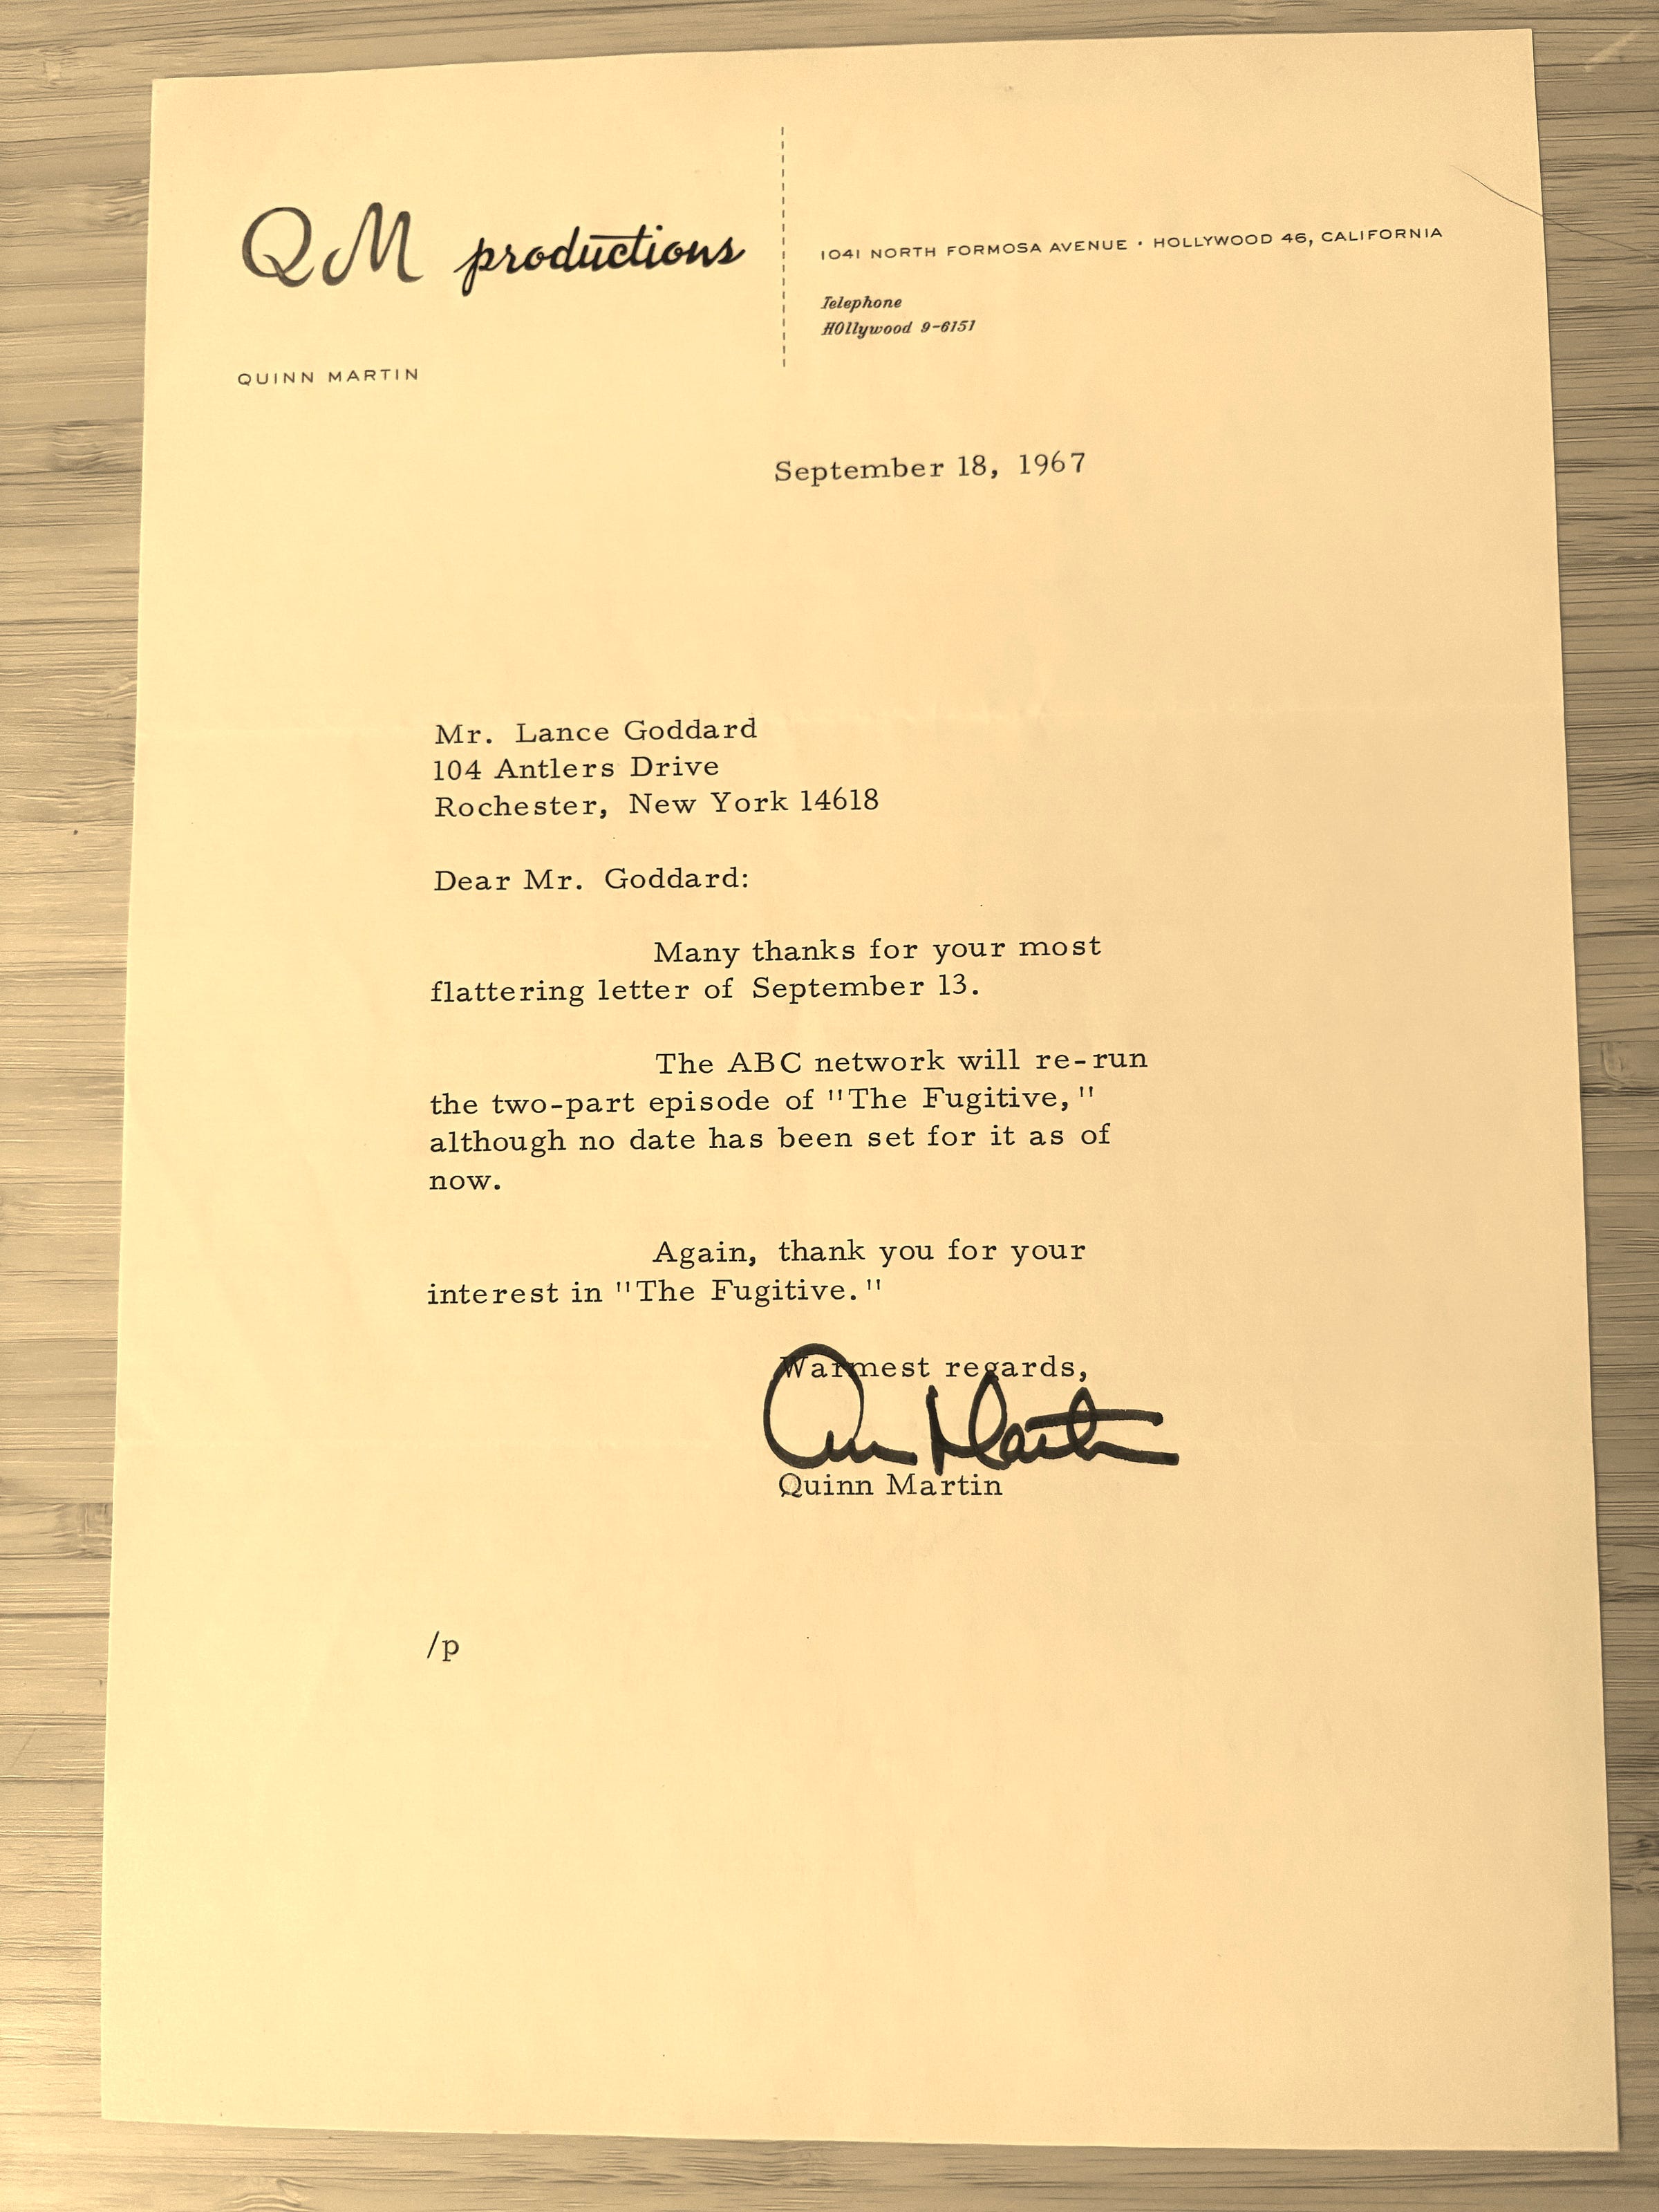 QM productions
1041 NORTH FORMOSA AVENUE • HOLLYWOOD 46, CALIFORNIA
Telephone
HOllywood 9-6151
QUINN MARTIN
September 18, 1967
Mr. Lance Goddard
104 Antlers Drive
Rochester, New York 14618
Dear Mr. Goddard:
Many thanks for your most
flattering letter of September 13.
The ABC network will re-run
the two-part episode of "The Fugitive,"
although no date has been set for it as of
now.
Again, thank you for your
interest in "The Fugitive."
Warmest regards,
Quinn Martin
Quinn Martin
/p